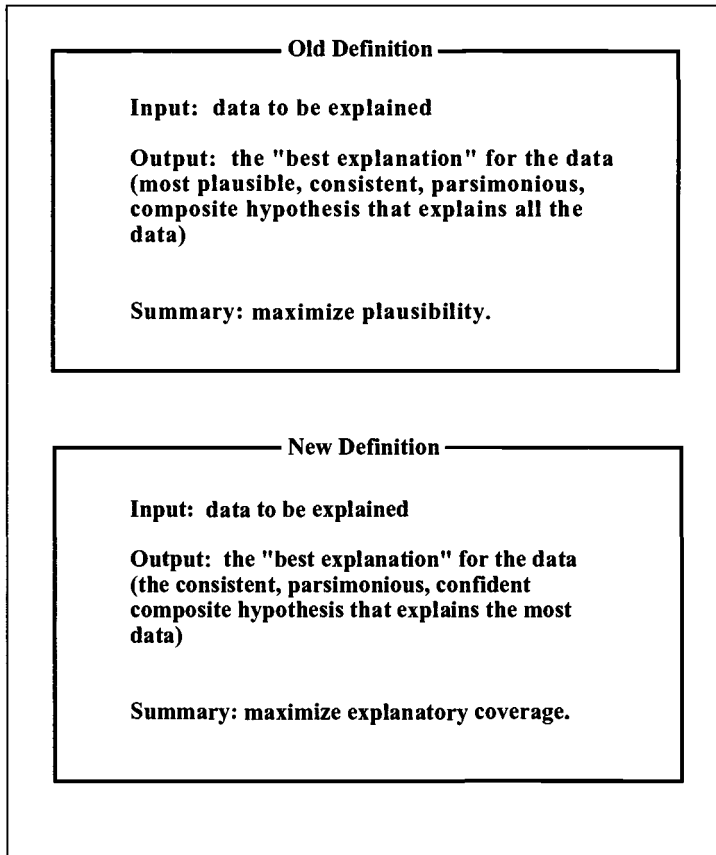 Old Definition
Input: data to be explained
Output: the "best explanation" for the data
(most plausible, consistent, parsimonious,
composite hypothesis that explains all the
data)
Summary: maximize plausibility.
New Definition
Input: data to be explained
Output: the "best explanation" for the data
(the consistent, parsimonious, confident
composite hypothesis that explains the most
data)
Summary: maximize explanatory coverage.